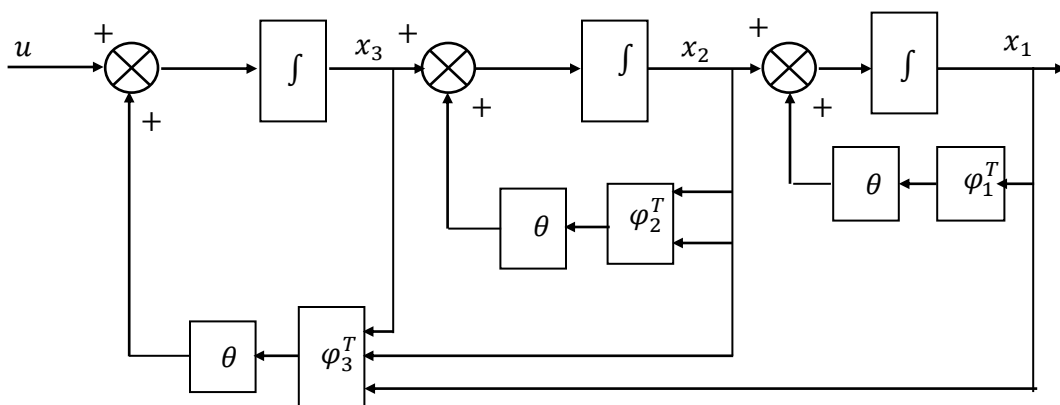 + + +
u ∫ x₃ ∫ x₂ ∫ x₁
+ + +
θ φ₁ᵀ
θ φ₂ᵀ
θ φ₃ᵀ